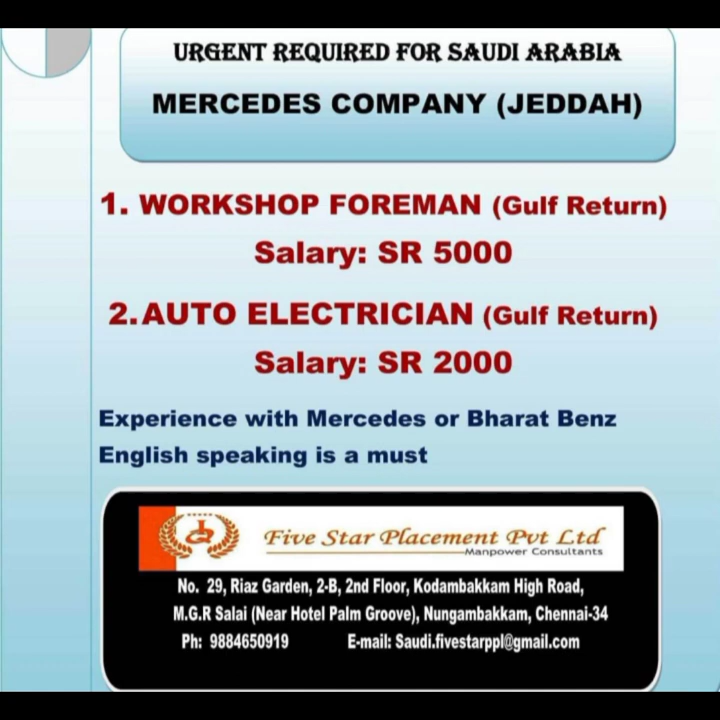 URGENT REQUIRED FOR SAUDI ARABIA
MERCEDES COMPANY (JEDDAH)
1. WORKSHOP FOREMAN (Gulf Return)
Salary: SR 5000
2.AUTO ELECTRICIAN (Gulf Return)
Salary: SR 2000
Experience with Mercedes or Bharat Benz
English speaking is a must
Five Star Placement Pvt Ltd
Manpower Consultants
No. 29, Riaz Garden, 2-B, 2nd Floor, Kodambakkam High Road,
M.G.R Salai (Near Hotel Palm Groove), Nungambakkam, Chennai-34
Ph: 9884650919 E-mail: Saudi.fivestarppl@gmail.com